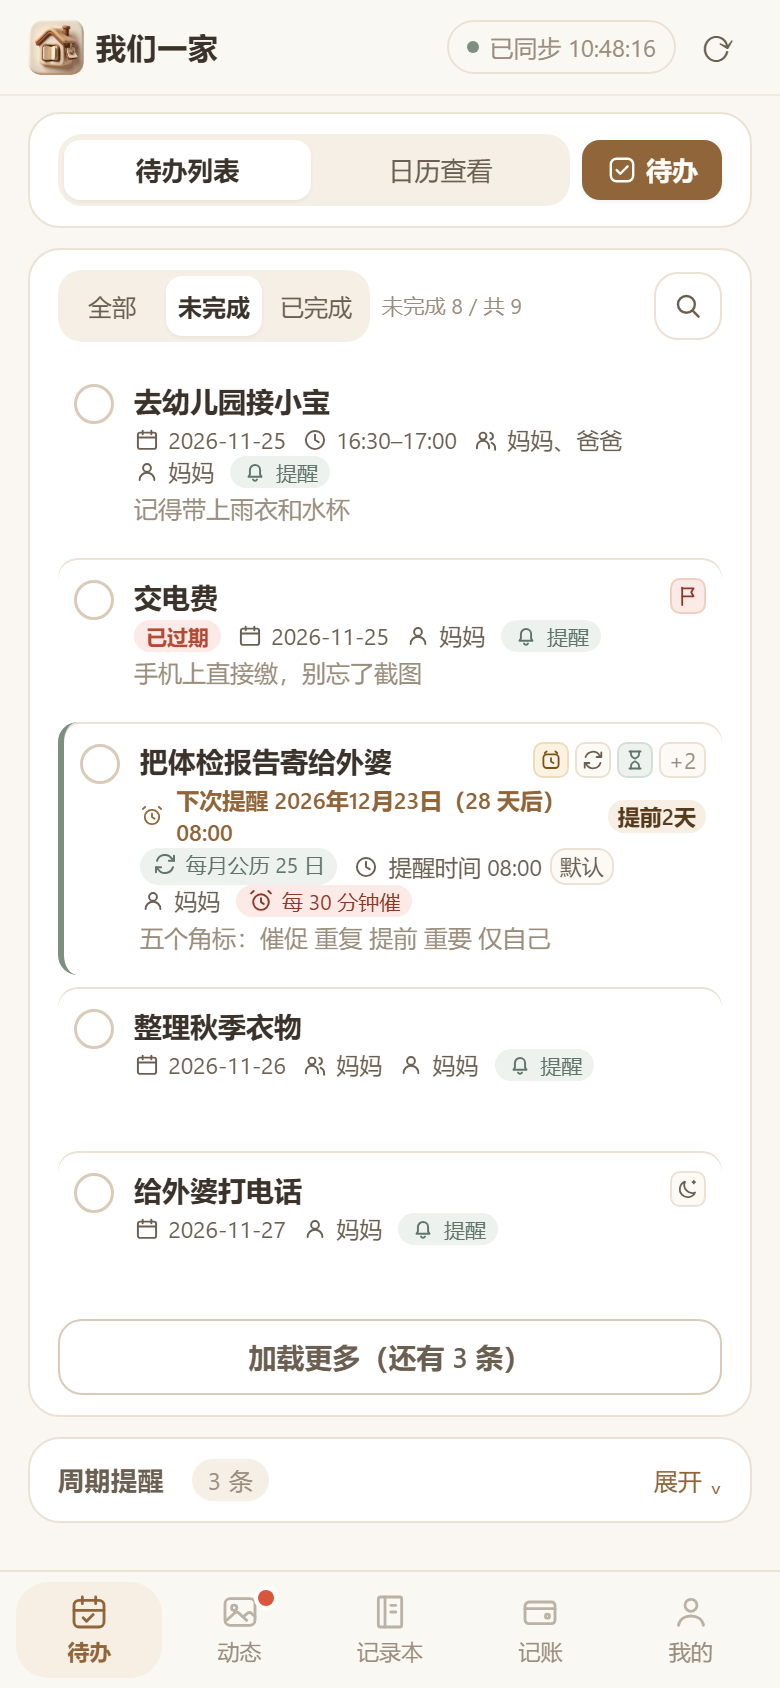 我们一家
已同步 10:48:16
待办列表
日历查看
待办
全部
未完成
已完成
未完成 8 / 共 9
去幼儿园接小宝
2026-11-25 16:30–17:00 妈妈、爸爸
妈妈 提醒
记得带上雨衣和水杯
交电费
已过期 2026-11-25 妈妈 提醒
手机上直接缴，别忘了截图
把体检报告寄给外婆
+2
下次提醒 2026年12月23日（28 天后）
08:00
提前2天
每月公历 25 日 提醒时间 08:00 默认
妈妈 每 30 分钟催
五个角标：催促 重复 提前 重要 仅自己
整理秋季衣物
2026-11-26 妈妈 妈妈 提醒
给外婆打电话
2026-11-27 妈妈 提醒
加载更多（还有 3 条）
周期提醒 3 条 展开
待办
动态
记录本
记账
我的